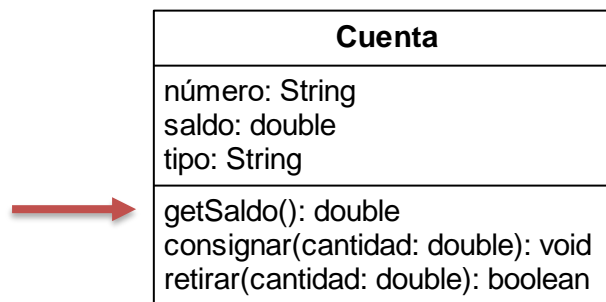 Cuenta
número: String
saldo: double
tipo: String
getSaldo(): double
consignar(cantidad: double): void
retirar(cantidad: double): boolean